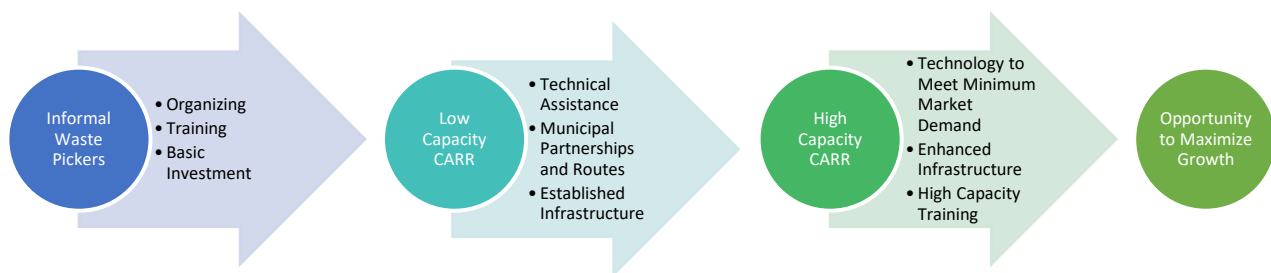 Informal
Waste
Pickers
• Organizing
• Training
• Basic
Investment
Low
Capacity
CARR
• Technical
Assistance
• Municipal
Partnerships
and Routes
• Established
Infrastructure
High
Capacity
CARR
• Technology to
Meet Minimum
Market
Demand
• Enhanced
Infrastructure
• High Capacity
Training
Opportunity
to Maximize
Growth